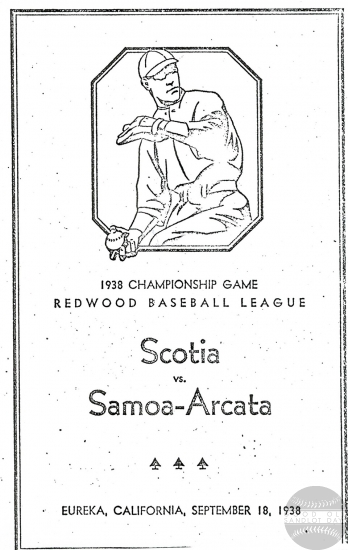 1938 CHAMPIONSHIP GAME
REDWOOD BASEBALL LEAGUE
Scotia
vs.
Samoa-Arcata
EUREKA, CALIFORNIA, SEPTEMBER 18, 1938